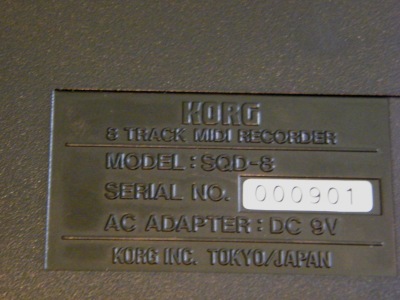 KORG
8 TRACK MIDI RECORDER
MODEL : SQD-8
SERIAL NO. 000901
AC ADAPTER : DC 9V
KORG INC. TOKYO/JAPAN